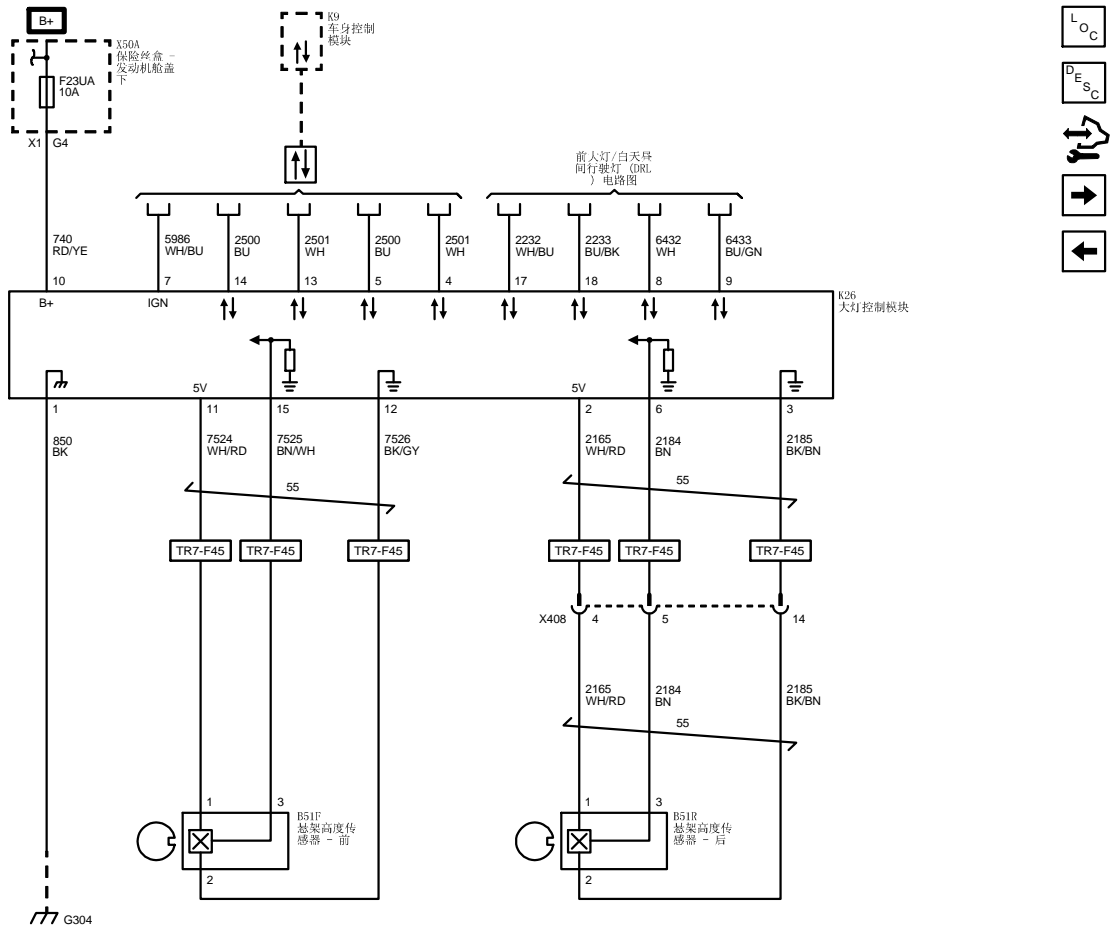 B+
X50A
保险丝盒 -
发动机舱盖
下
F23UA
10A
X1 G4
K9
车身控制
模块
LOC
DESC
前大灯/白天昼
间行驶灯 (DRL
) 电路图
740
RD/YE
5986
WH/BU
2500
BU
2501
WH
2500
BU
2501
WH
2232
WH/BU
2233
BU/BK
6432
WH
6433
BU/GN
10 7 14 13 5 4 17 18 8 9
B+ IGN
K26
大灯控制模块
5V 5V
1 11 15 12 2 6 3
850
BK
7524
WH/RD
7525
BN/WH
7526
BK/GY
2165
WH/RD
2184
BN
2185
BK/BN
55 55
TR7-F45 TR7-F45 TR7-F45 TR7-F45 TR7-F45 TR7-F45
X408 4 5 14
2165
WH/RD
2184
BN
2185
BK/BN
55
1 3
B51F
悬架高度传
感器 - 前
2
1 3
B51R
悬架高度传
感器 - 后
2
G304